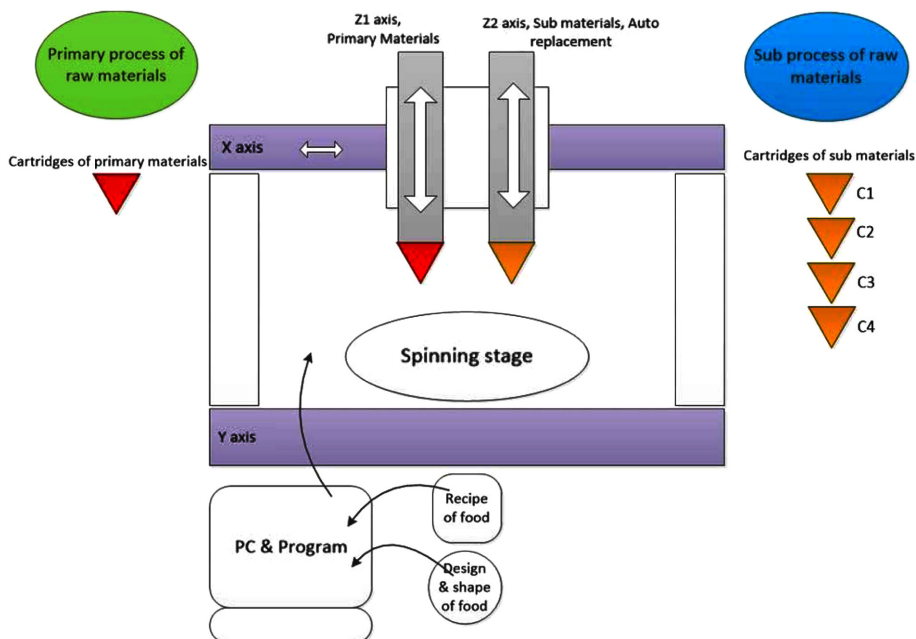 Primary process of
raw materials
Z1 axis,
Primary Materials
Z2 axis, Sub materials, Auto
replacement
Sub process of raw
materials
X axis
Cartridges of primary materials
Cartridges of sub materials
C1
C2
C3
C4
Spinning stage
Y axis
PC & Program
Recipe
of food
Design
& shape
of food